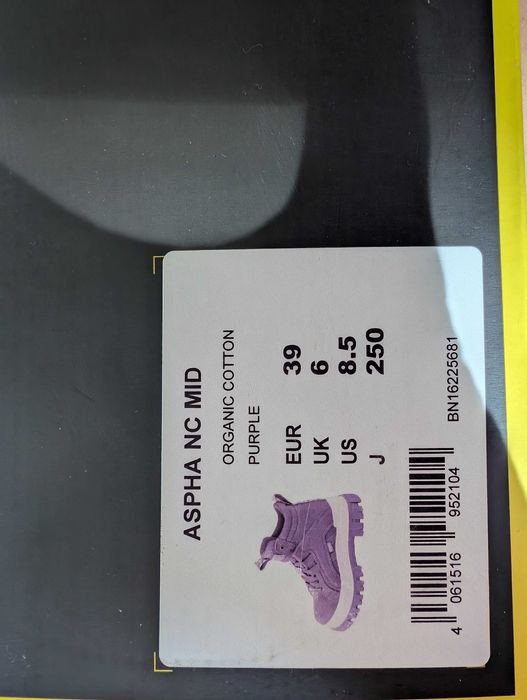 ASPHA NC MID
ORGANIC COTTON
PURPLE
EUR 39
UK 6
US 8.5
J 250
4 061516 952104
BN16225681